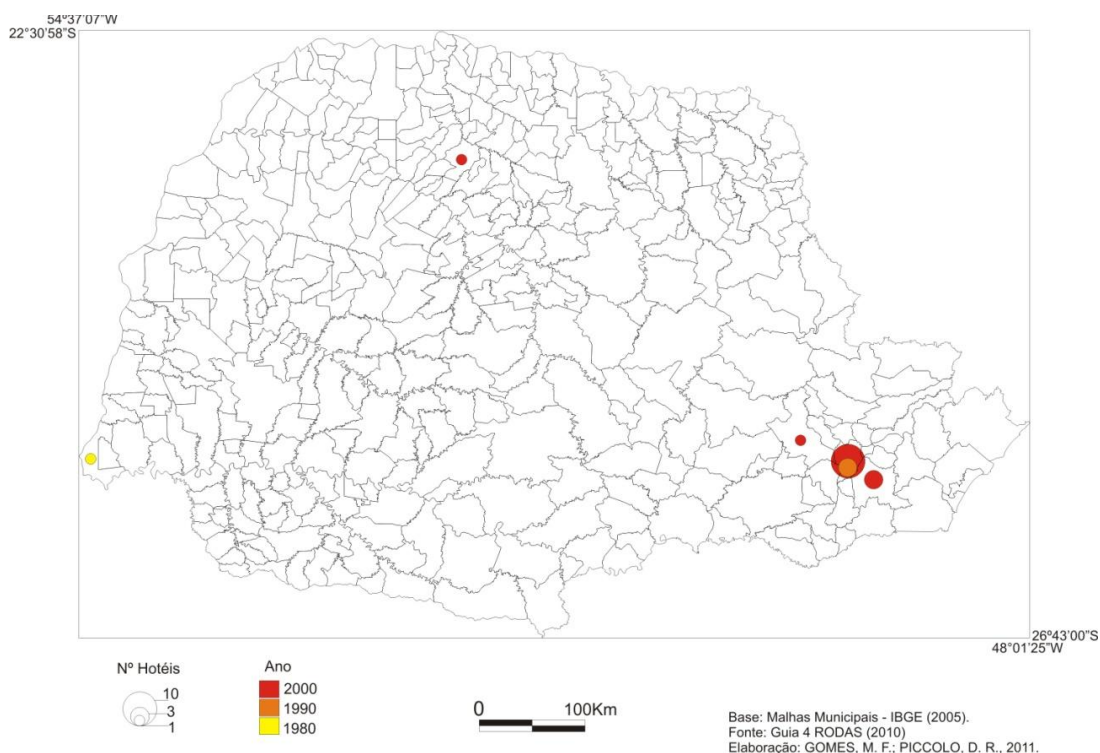 54º37'07"W
22º30'58"S
26º43'00"S
48º01'25"W
Nº Hotéis
10
3
1
Ano
2000
1990
1980
0 100Km
Base: Malhas Municipais - IBGE (2005).
Fonte: Guia 4 RODAS (2010)
Elaboração: GOMES, M. F.; PICCOLO, D. R., 2011.